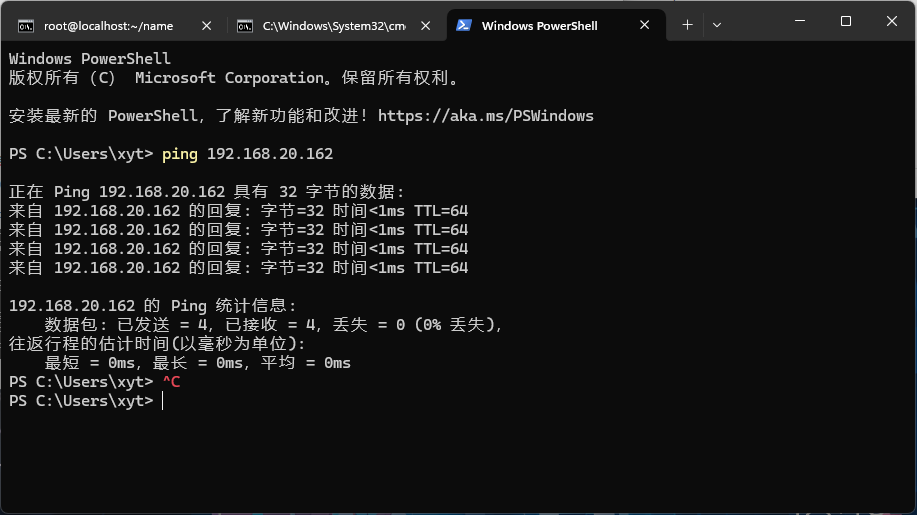 root@localhost:~/name
C:\Windows\System32\cm
Windows PowerShell
Windows PowerShell
版权所有（C） Microsoft Corporation。保留所有权利。
安装最新的 PowerShell，了解新功能和改进！https://aka.ms/PSWindows
PS C:\Users\xyt> ping 192.168.20.162
正在 Ping 192.168.20.162 具有 32 字节的数据:
来自 192.168.20.162 的回复: 字节=32 时间<1ms TTL=64
来自 192.168.20.162 的回复: 字节=32 时间<1ms TTL=64
来自 192.168.20.162 的回复: 字节=32 时间<1ms TTL=64
来自 192.168.20.162 的回复: 字节=32 时间<1ms TTL=64
192.168.20.162 的 Ping 统计信息:
数据包: 已发送 = 4，已接收 = 4，丢失 = 0 (0% 丢失)，
往返行程的估计时间(以毫秒为单位):
最短 = 0ms，最长 = 0ms，平均 = 0ms
PS C:\Users\xyt> ^C
PS C:\Users\xyt>